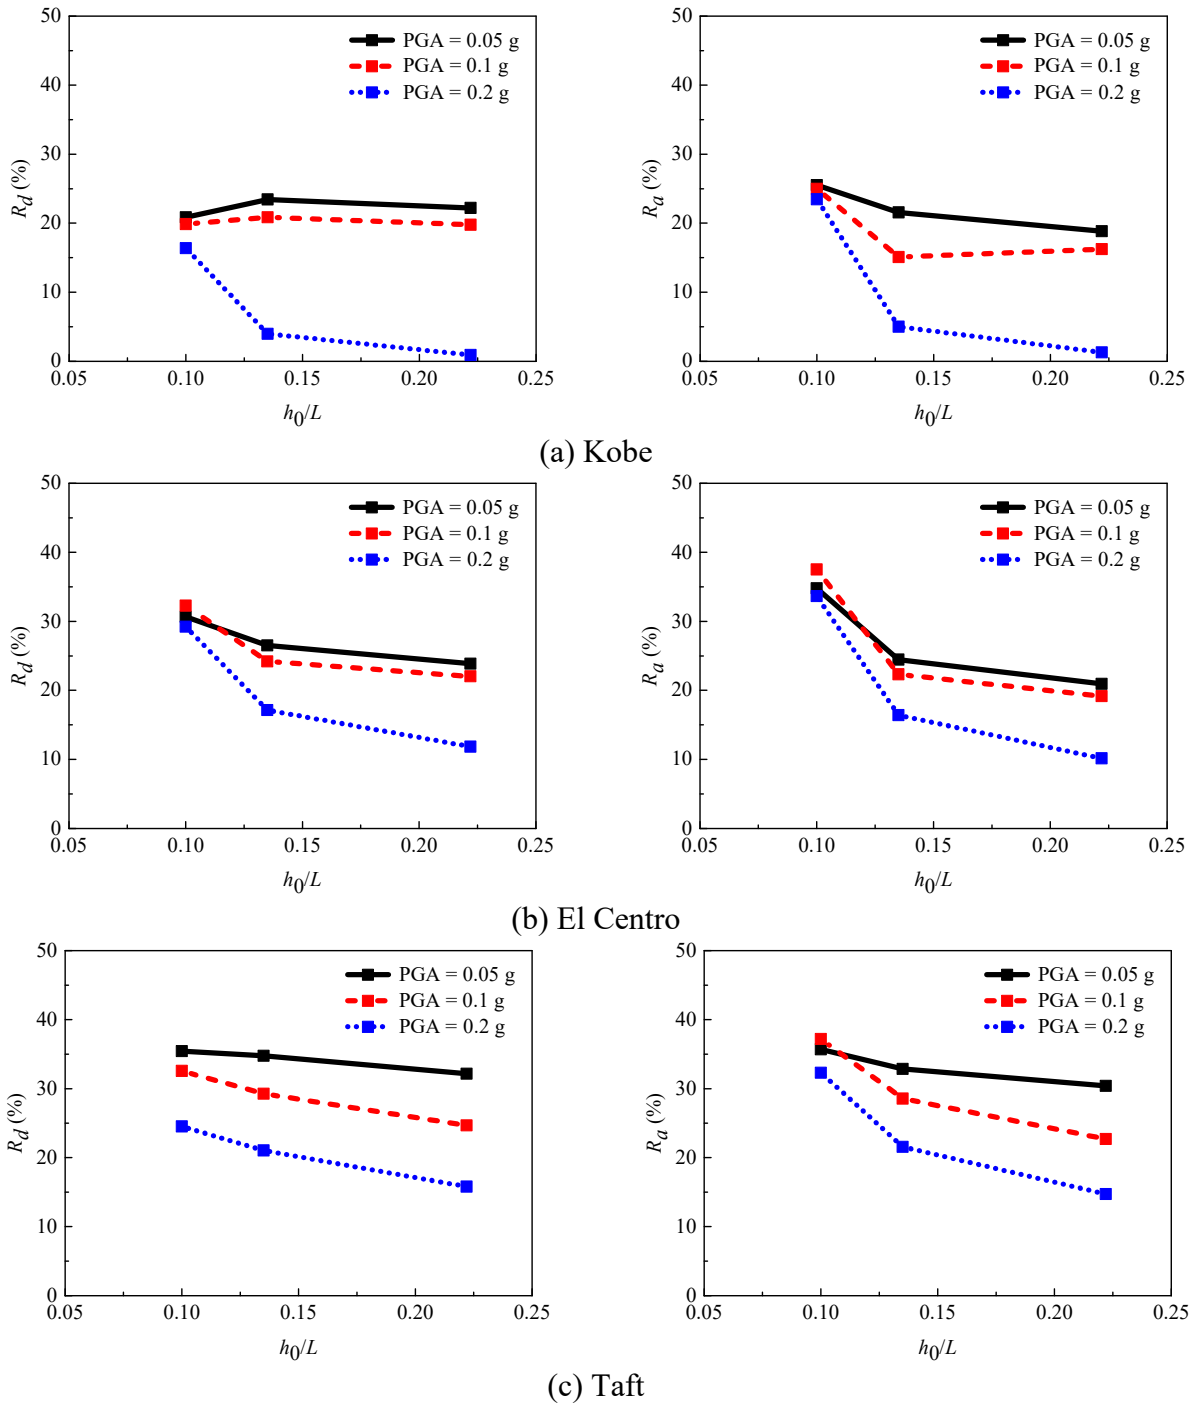 50
40
30
20
10
0
R_d (%)
PGA = 0.05 g
PGA = 0.1 g
PGA = 0.2 g
0.05 0.10 0.15 0.20 0.25
h_0/L
50
40
30
20
10
0
R_a (%)
PGA = 0.05 g
PGA = 0.1 g
PGA = 0.2 g
0.05 0.10 0.15 0.20 0.25
h_0/L
(a) Kobe
50
40
30
20
10
0
R_d (%)
PGA = 0.05 g
PGA = 0.1 g
PGA = 0.2 g
0.05 0.10 0.15 0.20 0.25
h_0/L
50
40
30
20
10
0
R_a (%)
PGA = 0.05 g
PGA = 0.1 g
PGA = 0.2 g
0.05 0.10 0.15 0.20 0.25
h_0/L
(b) El Centro
50
40
30
20
10
0
R_d (%)
PGA = 0.05 g
PGA = 0.1 g
PGA = 0.2 g
0.05 0.10 0.15 0.20 0.25
h_0/L
50
40
30
20
10
0
R_a (%)
PGA = 0.05 g
PGA = 0.1 g
PGA = 0.2 g
0.05 0.10 0.15 0.20 0.25
h_0/L
(c) Taft